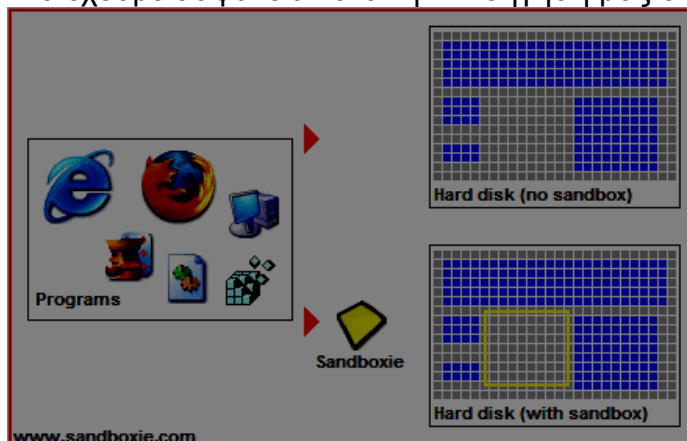 Hard disk (no sandbox)
Programs
Sandboxie
Hard disk (with sandbox)
www.sandboxie.com